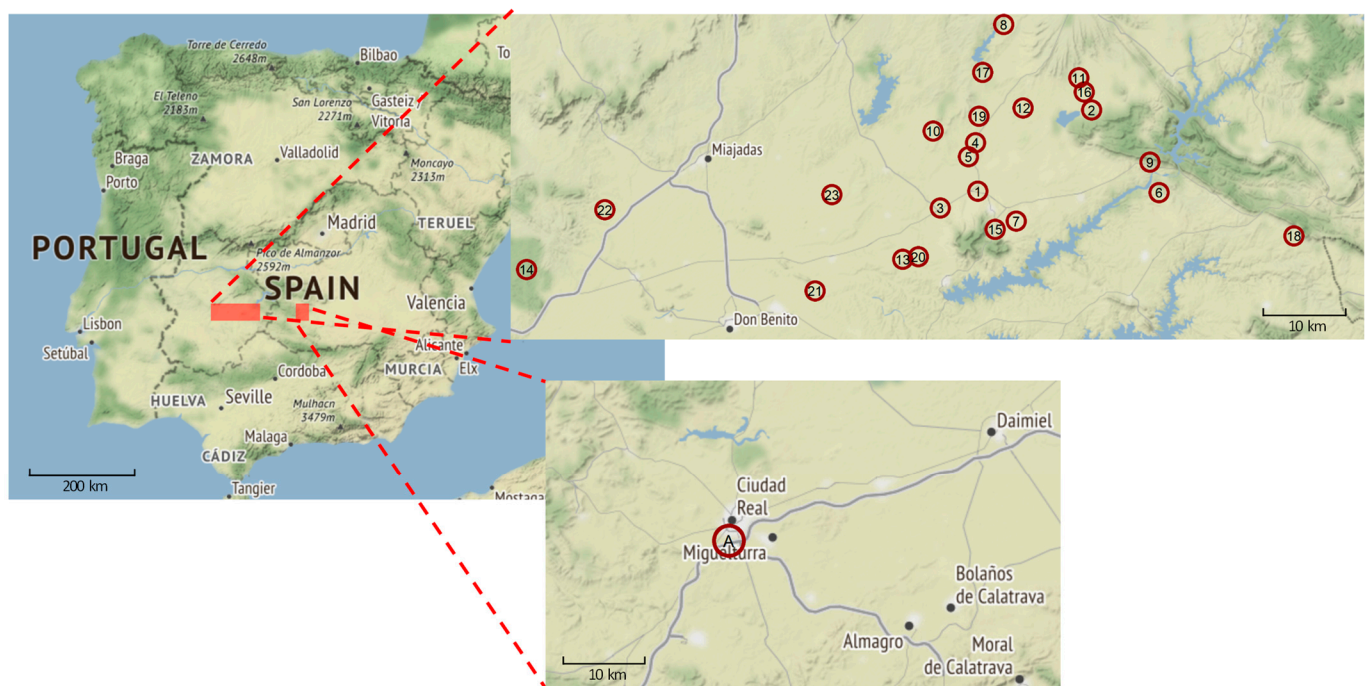 Torre de Cerredo
2648m
Bilbao
To
El Teleno
2183m
San Lorenzo
2271m
Gasteiz /
Vitoria
Braga
Porto
ZAMORA
Valladolid
Moncayo
2313m
Madrid
TERUEL
PORTUGAL
Pico de Almanzor
2592m
SPAIN
Valencia
Lisbon
Setúbal
Alicante
Elx
MURCIA
Cordoba
HUELVA
Seville
Mulhacn
3479m
Malaga
CÁDIZ
Tangier
Mostaga
200 km
8
17
11
16
2
12
19
10
4
5
Miajadas
9
6
1
23
3
22
7
15
18
13
20
14
21
Don Benito
10 km
Daimiel
Ciudad
Real
A
Miguelturra
Bolaños
de Calatrava
Almagro
Moral
de Calatrava
10 km